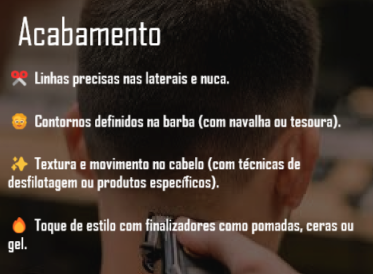 Acabamento
✂️ Linhas precisas nas laterais e nuca.
🧔 Contornos definidos na barba (com navalha ou tesoura).
✨ Textura e movimento no cabelo (com técnicas de
desfilotagem ou produtos específicos).
🔥 Toque de estilo com finalizadores como pomadas, ceras ou
gel.